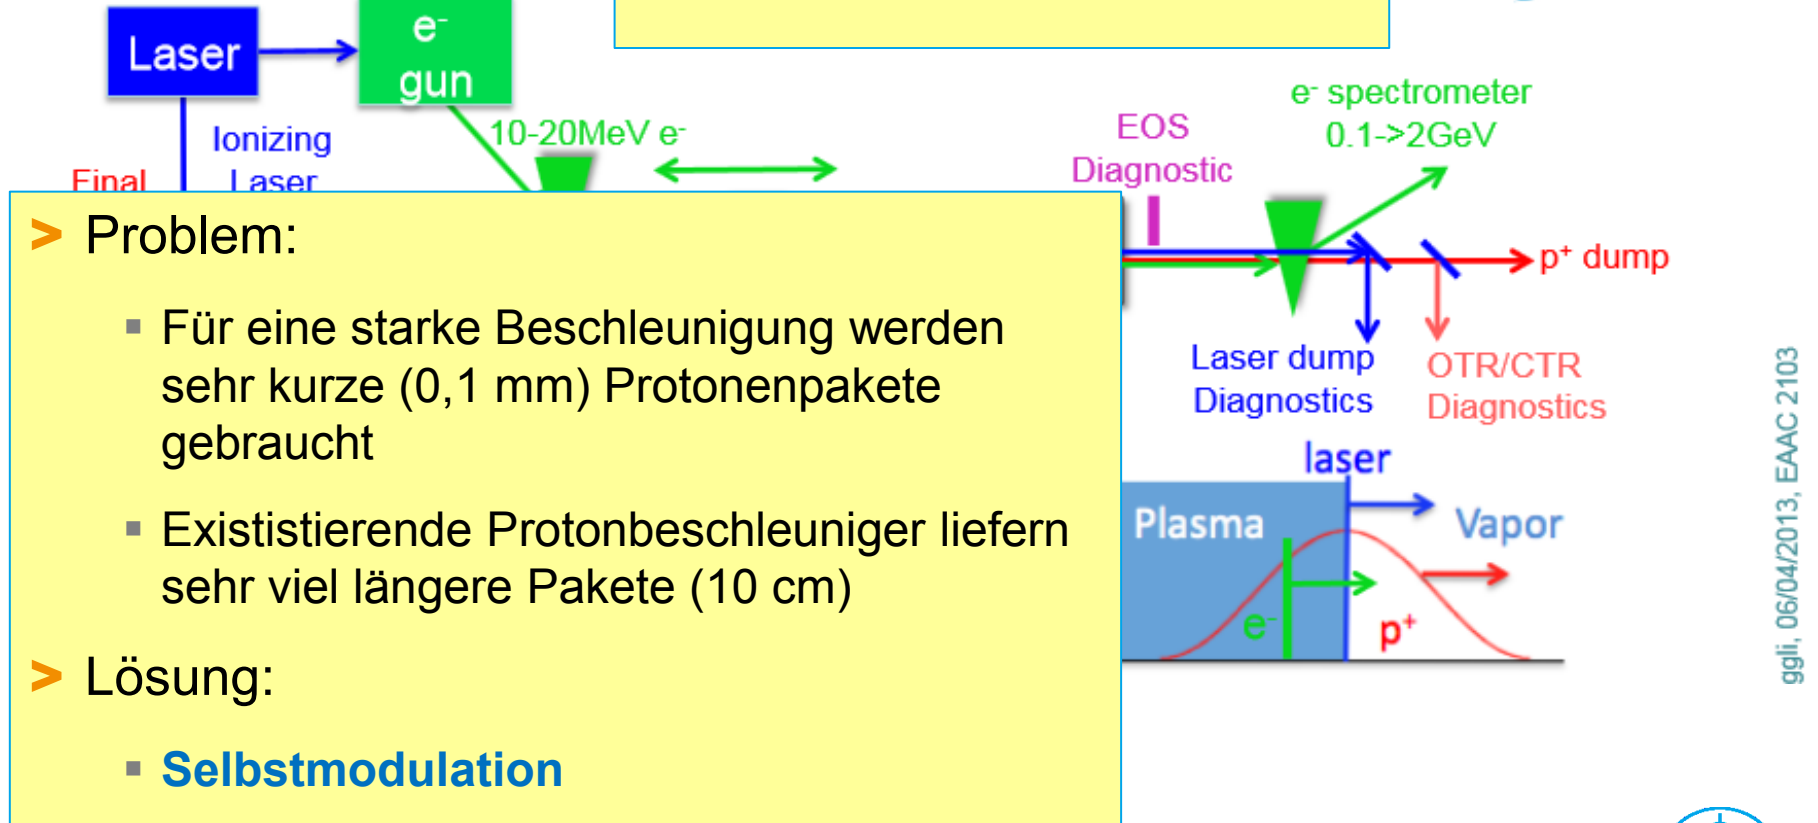 Laser
e- gun
10-20MeV e-
Ionizing
Laser
Final
EOS
Diagnostic
e- spectrometer
0.1->2GeV
p+ dump
Laser dump
Diagnostics
OTR/CTR
Diagnostics
> Problem:
▪ Für eine starke Beschleunigung werden
sehr kurze (0,1 mm) Protonenpakete
gebraucht
▪ Exististierende Protonbeschleuniger liefern
sehr viel längere Pakete (10 cm)
> Lösung:
▪ Selbstmodulation
laser
Plasma
Vapor
e-
p+
ggli, 06/04/2013, EAAC 2103